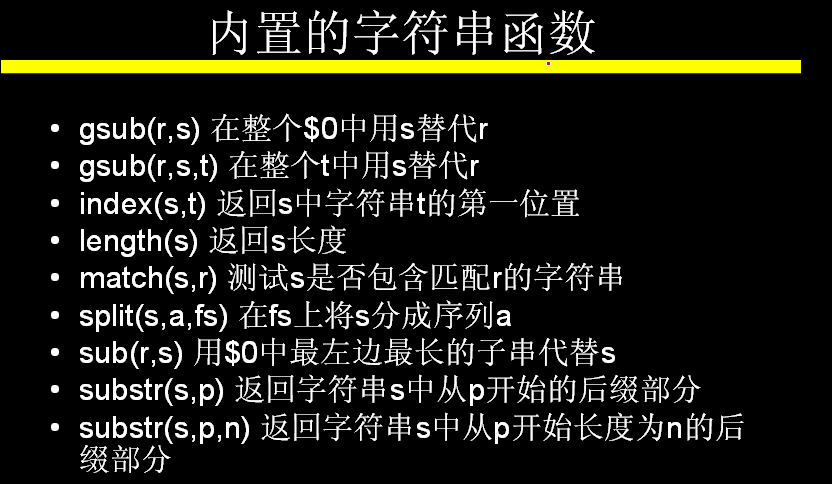 内置的字符串函数
• gsub(r,s) 在整个$0中用s替代r
• gsub(r,s,t) 在整个t中用s替代r
• index(s,t) 返回s中字符串t的第一位置
• length(s) 返回s长度
• match(s,r) 测试s是否包含匹配r的字符串
• split(s,a,fs) 在fs上将s分成序列a
• sub(r,s) 用$0中最左边最长的子串代替s
• substr(s,p) 返回字符串s中从p开始的后缀部分
• substr(s,p,n) 返回字符串s中从p开始长度为n的后
缀部分